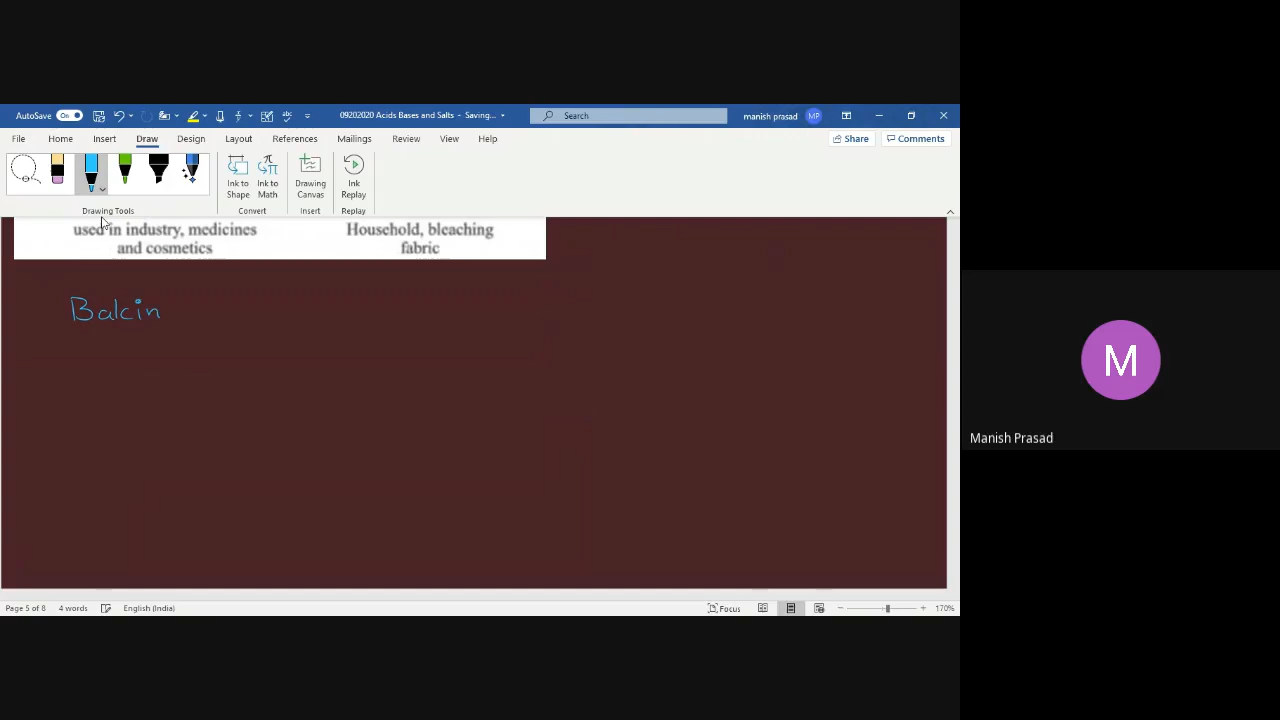 AutoSave On 09202020 Acids Bases and Salts - Saving... Search manish prasad MP
File Home Insert Draw Design Layout References Mailings Review View Help Share Comments
Ink to Shape Ink to Math Drawing Canvas Ink Replay
Drawing Tools Convert Insert Replay
used in industry, medicines and cosmetics
Household, bleaching fabric
Balcin
M
Manish Prasad
Page 5 of 8 4 words English (India) Focus 170%